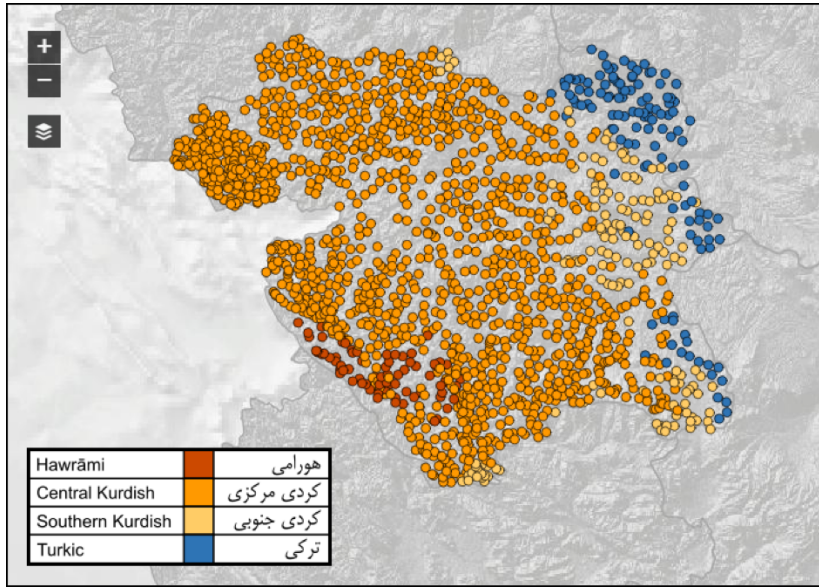 +
−
Hawrāmi هورامی
Central Kurdish کردی مرکزی
Southern Kurdish کردی جنوبی
Turkic ترکی